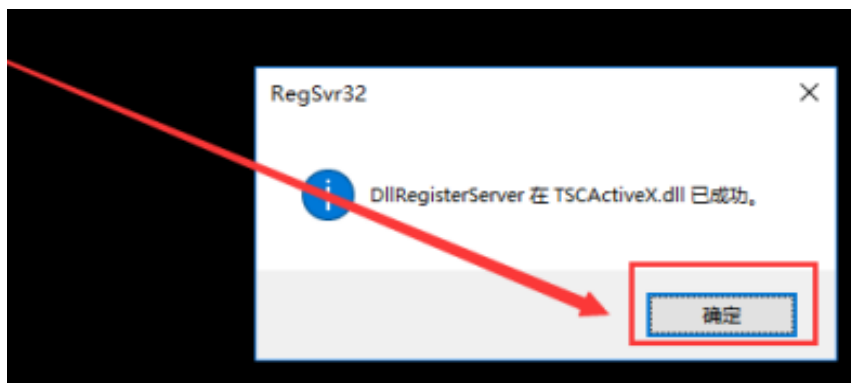 RegSvr32
DllRegisterServer 在 TSCActiveX.dll 已成功。
确定